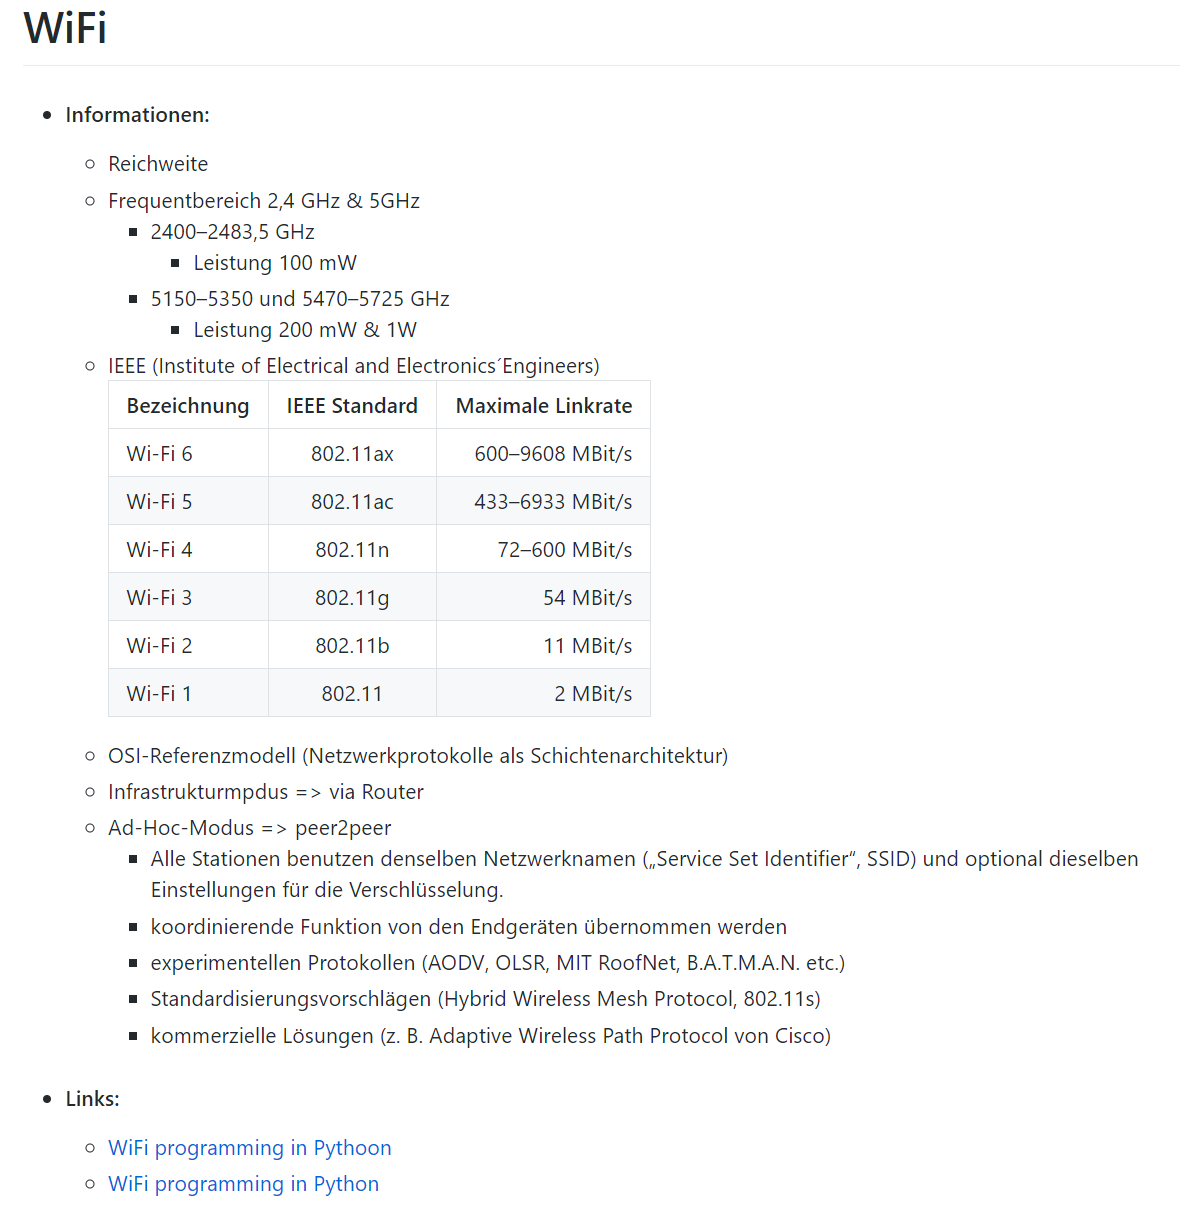 WiFi
Informationen:
Reichweite
Frequentbereich 2,4 GHz & 5GHz
2400–2483,5 GHz
Leistung 100 mW
5150–5350 und 5470–5725 GHz
Leistung 200 mW & 1W
IEEE (Institute of Electrical and Electronics´Engineers)
Bezeichnung IEEE Standard Maximale Linkrate
Wi-Fi 6 802.11ax 600–9608 MBit/s
Wi-Fi 5 802.11ac 433–6933 MBit/s
Wi-Fi 4 802.11n 72–600 MBit/s
Wi-Fi 3 802.11g 54 MBit/s
Wi-Fi 2 802.11b 11 MBit/s
Wi-Fi 1 802.11 2 MBit/s
OSI-Referenzmodell (Netzwerkprotokolle als Schichtenarchitektur)
Infrastrukturmpdus => via Router
Ad-Hoc-Modus => peer2peer
Alle Stationen benutzen denselben Netzwerknamen („Service Set Identifier“, SSID) und optional dieselben
Einstellungen für die Verschlüsselung.
koordinierende Funktion von den Endgeräten übernommen werden
experimentellen Protokollen (AODV, OLSR, MIT RoofNet, B.A.T.M.A.N. etc.)
Standardisierungsvorschlägen (Hybrid Wireless Mesh Protocol, 802.11s)
kommerzielle Lösungen (z. B. Adaptive Wireless Path Protocol von Cisco)
Links:
WiFi programming in Pythoon
WiFi programming in Python